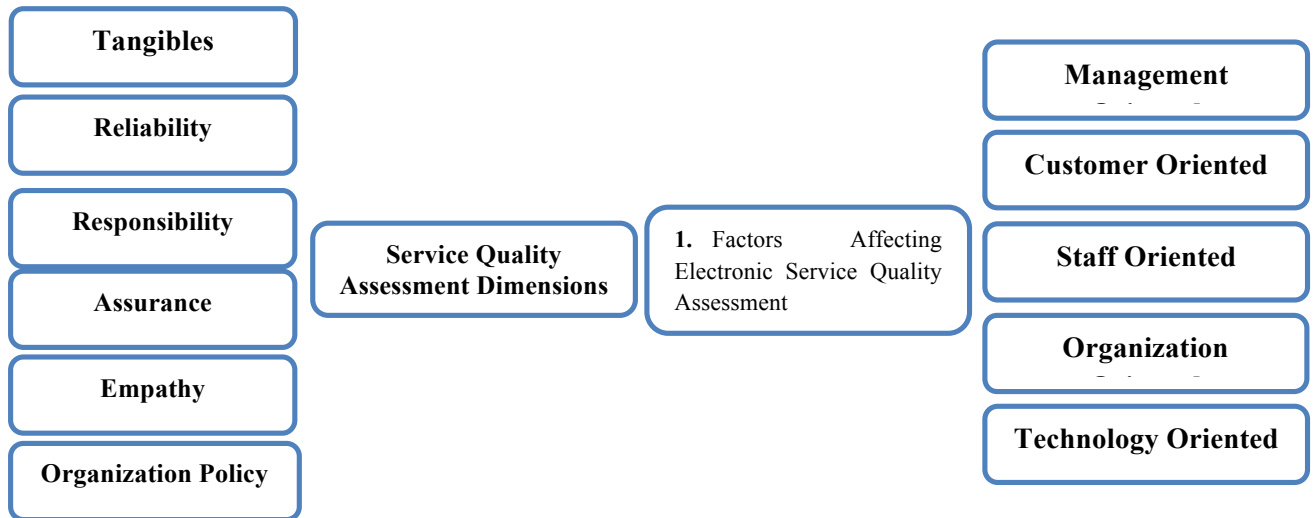 Tangibles
Reliability
Responsibility
Assurance
Empathy
Organization Policy
Service Quality
Assessment Dimensions
1. Factors Affecting
Electronic Service Quality
Assessment
Management
Customer Oriented
Staff Oriented
Organization
Technology Oriented